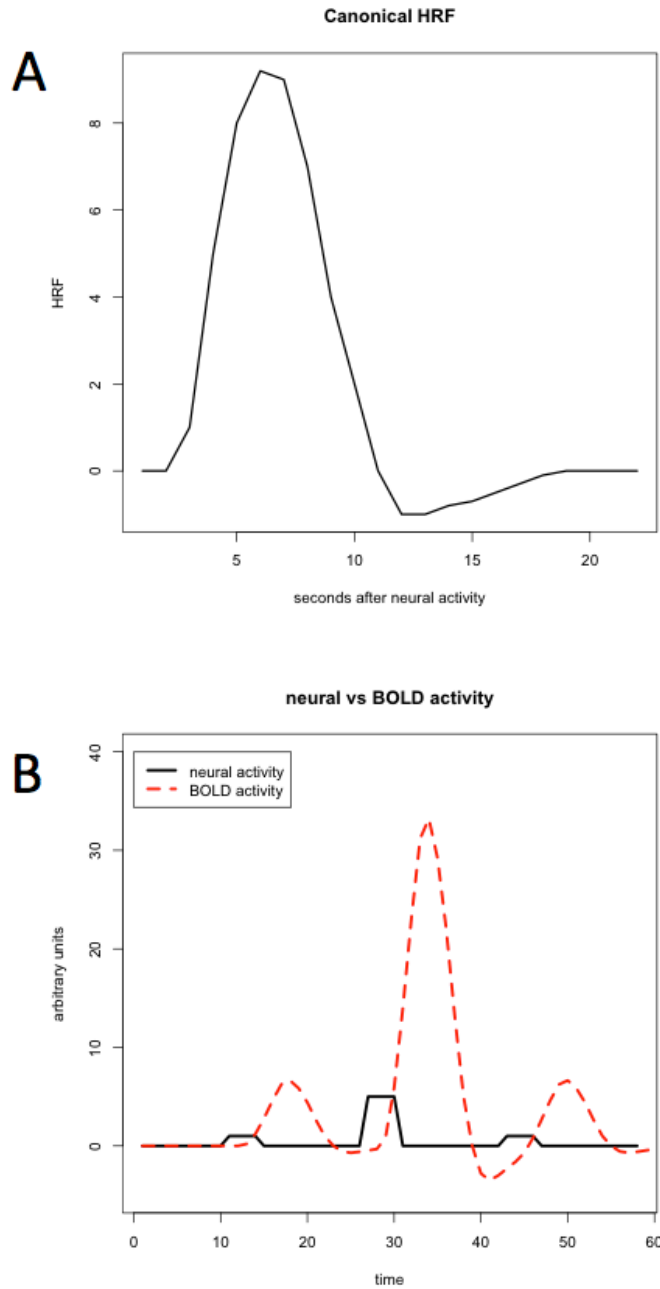 Canonical HRF
A
8
6
4
2
0
HRF
5 10 15 20
seconds after neural activity
neural vs BOLD activity
B
40
30
20
10
0
arbitrary units
neural activity
BOLD activity
0 10 20 30 40 50 60
time